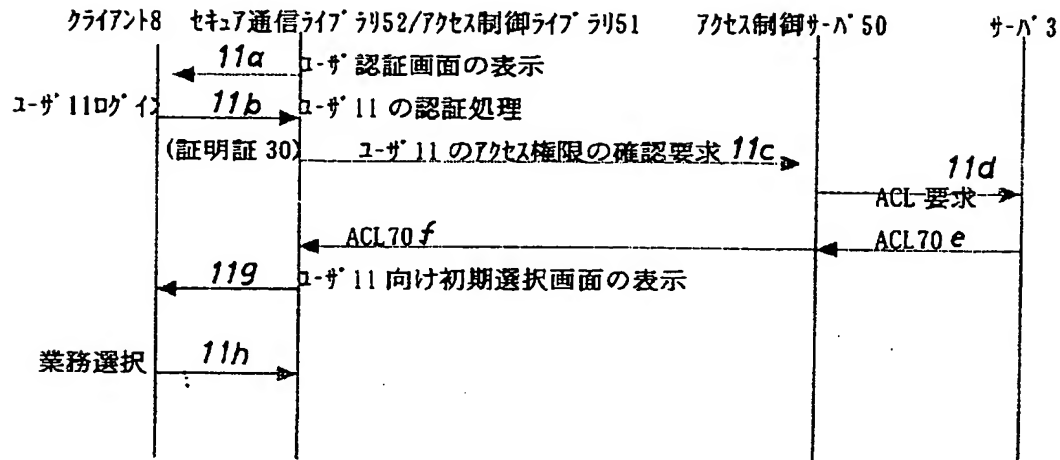 クライアント8 セキュア通信ライブラリ52/アクセス制御ライブラリ51 アクセス制御サーバ50 サーバ3
11a ユーザ認証画面の表示
ユーザ11ログイン 11b ユーザ11の認証処理
(証明証30) ユーザ11のアクセス権限の確認要求 11c
11d
ACL要求
ACL70 f ACL70 e
11g ユーザ11向け初期選択画面の表示
業務選択 11h